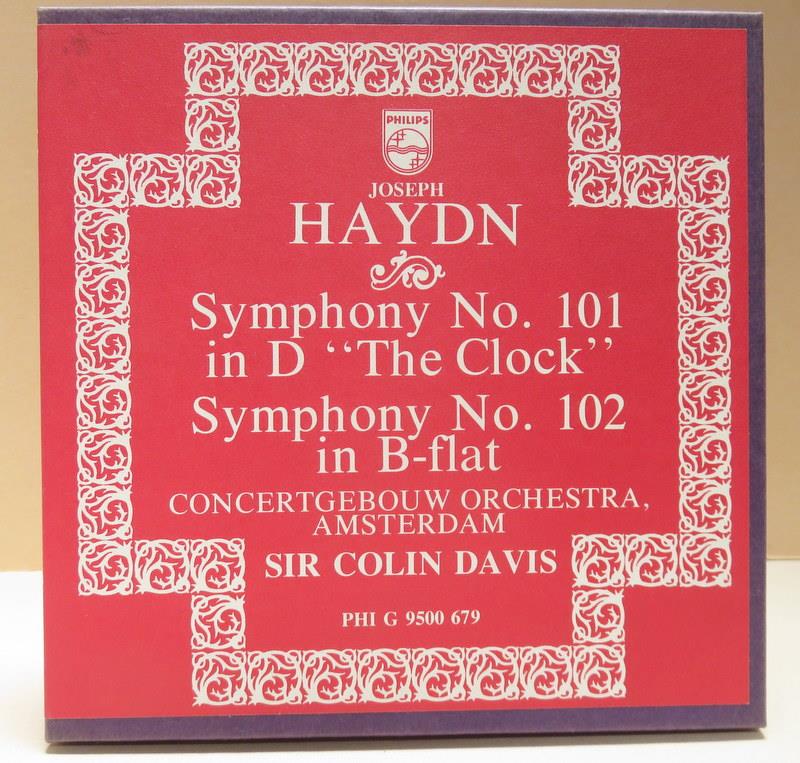 PHILIPS
JOSEPH
HAYDN
Symphony No. 101
in D ‘‘The Clock’’
Symphony No. 102
in B-flat
CONCERTGEBOUW ORCHESTRA,
AMSTERDAM
SIR COLIN DAVIS
PHI G 9500 679